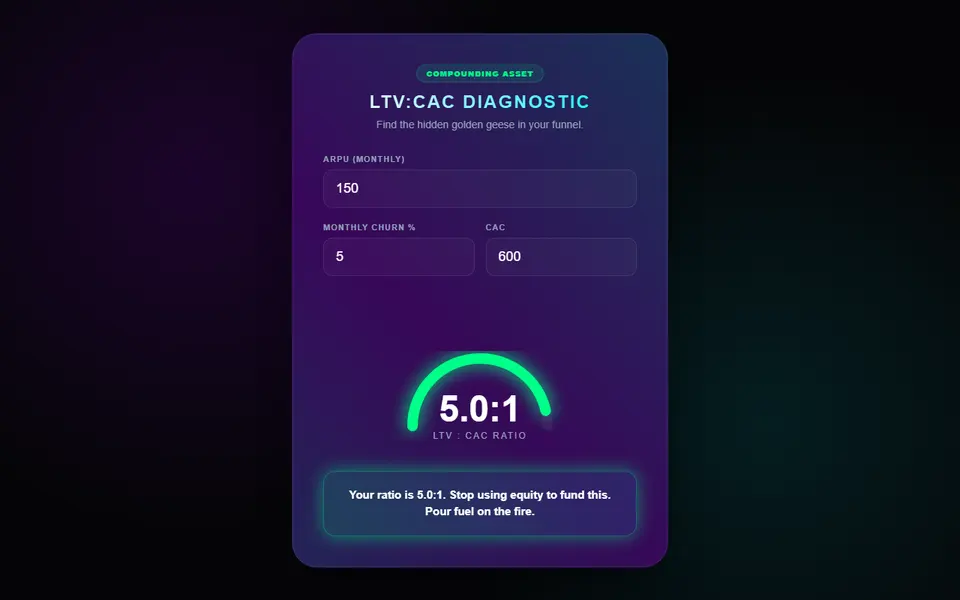 COMPOUNDING ASSET
LTV:CAC DIAGNOSTIC
Find the hidden golden geese in your funnel.
ARPU (MONTHLY)
150
MONTHLY CHURN %
CAC
5
600
5.0:1
LTV : CAC RATIO
Your ratio is 5.0:1. Stop using equity to fund this.
Pour fuel on the fire.